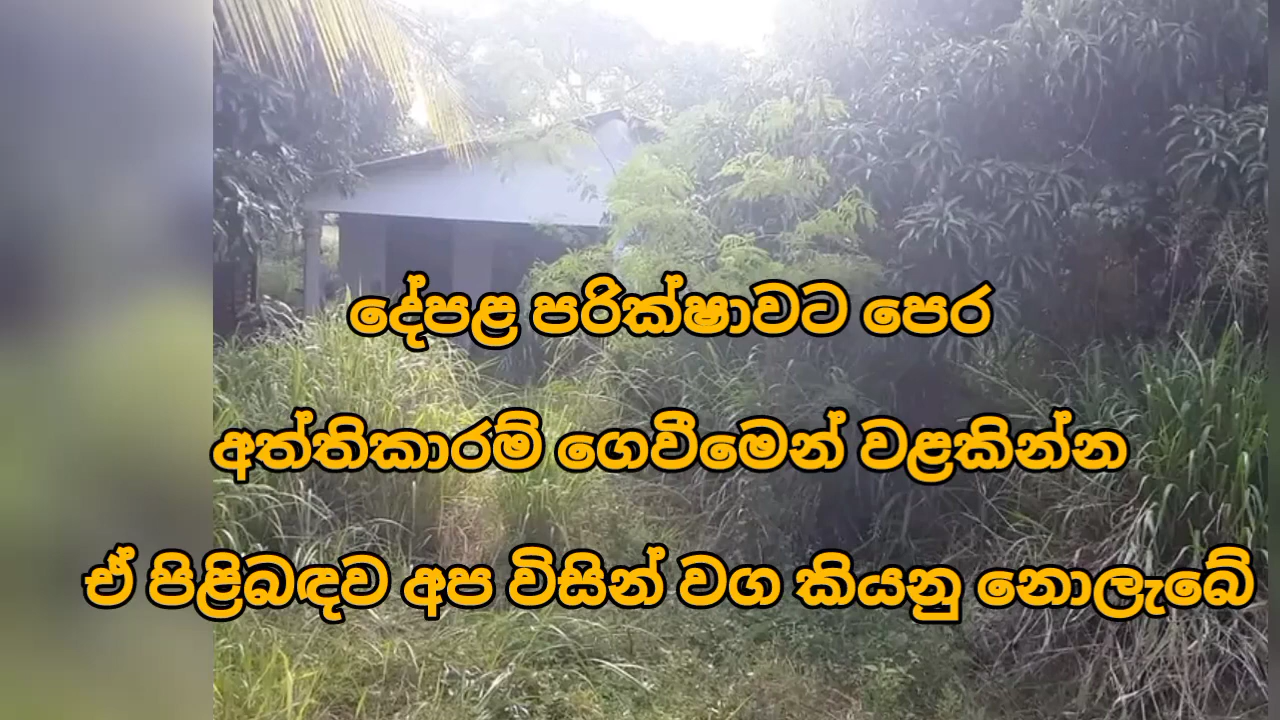 දේපළ පරික්ෂාවට පෙර
අත්තිකාරම් ගෙවීමෙන් වළකින්න
ඒ පිළිබඳව අප විසින් වග කියනු නොලැබේ